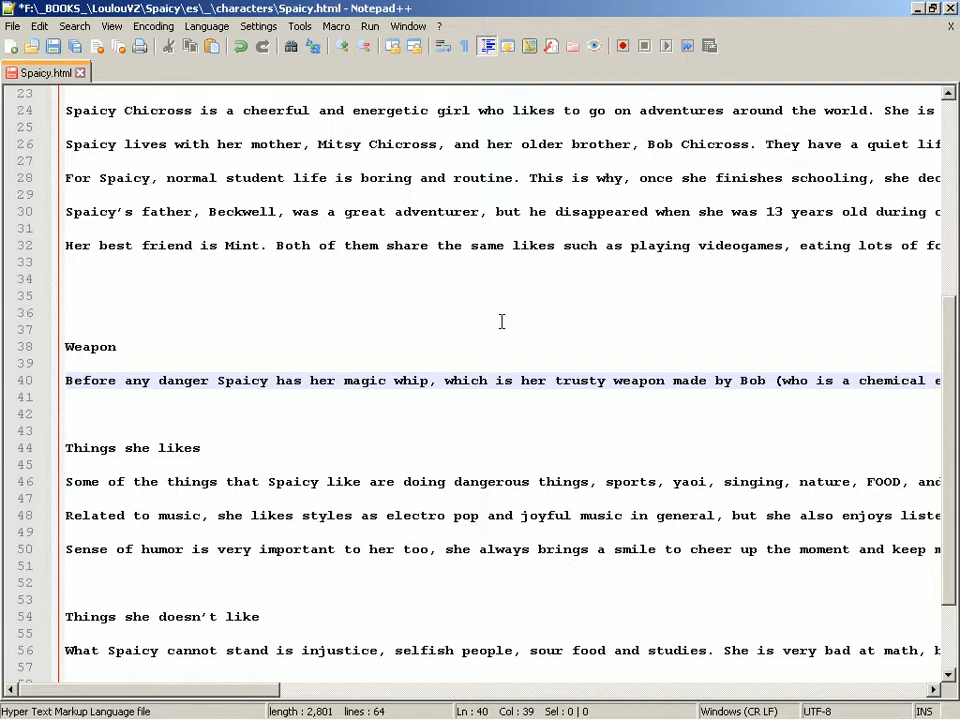 *F:\_BOOKS_\LoulouVZ\Spaicy\es\_\characters\Spaicy.html - Notepad++
File Edit Search View Encoding Language Settings Tools Macro Run Window ?
X
Spaicy.html
23
24 Spaicy Chicross is a cheerful and energetic girl who likes to go on adventures around the world. She is
25
26 Spaicy lives with her mother, Mitsy Chicross, and her older brother, Bob Chicross. They have a quiet lif
27
28 For Spaicy, normal student life is boring and routine. This is why, once she finishes schooling, she dec
29
30 Spaicy’s father, Beckwell, was a great adventurer, but he disappeared when she was 13 years old during
31
32 Her best friend is Mint. Both of them share the same likes such as playing videogames, eating lots of fo
33
34
35
36
37
38 Weapon
39
40 Before any danger Spaicy has her magic whip, which is her trusty weapon made by Bob (who is a chemical e
41
42
43
44 Things she likes
45
46 Some of the things that Spaicy like are doing dangerous things, sports, yaoi, singing, nature, FOOD, and
47
48 Related to music, she likes styles as electro pop and joyful music in general, but she also enjoys liste
49
50 Sense of humor is very important to her too, she always brings a smile to cheer up the moment and keep m
51
52
53
54 Things she doesn’t like
55
56 What Spaicy cannot stand is injustice, selfish people, sour food and studies. She is very bad at math, b
57
Hyper Text Markup Language file length : 2,801 lines : 64 Ln : 40 Col : 39 Sel : 0 | 0 Windows (CR LF) UTF-8 INS